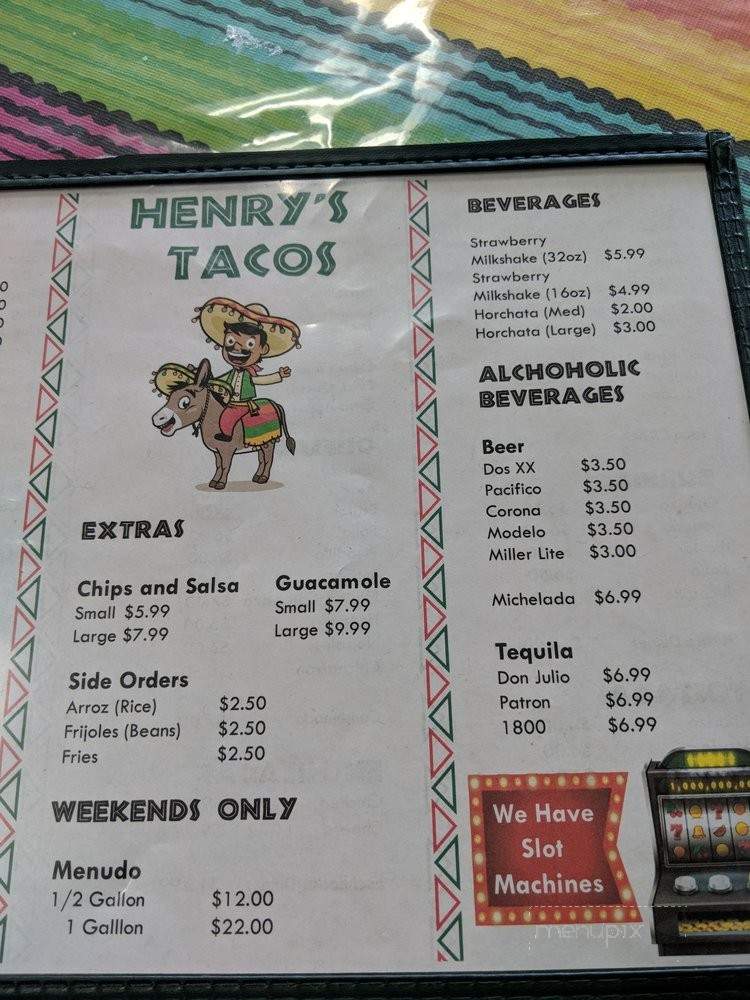 HENRY'S
TACOS
EXTRAS
Chips and Salsa
Small $5.99
Large $7.99
Guacamole
Small $7.99
Large $9.99
Side Orders
Arroz (Rice) $2.50
Frijoles (Beans) $2.50
Fries $2.50
WEEKENDS ONLY
Menudo
1/2 Gallon $12.00
1 Galllon $22.00
BEVERAGES
Strawberry
Milkshake (32oz) $5.99
Strawberry
Milkshake (16oz) $4.99
Horchata (Med) $2.00
Horchata (Large) $3.00
ALCHOHOLIC
BEVERAGES
Beer
Dos XX $3.50
Pacifico $3.50
Corona $3.50
Modelo $3.50
Miller Lite $3.00
Michelada $6.99
Tequila
Don Julio $6.99
Patron $6.99
1800 $6.99
We Have
Slot
Machines
menupix